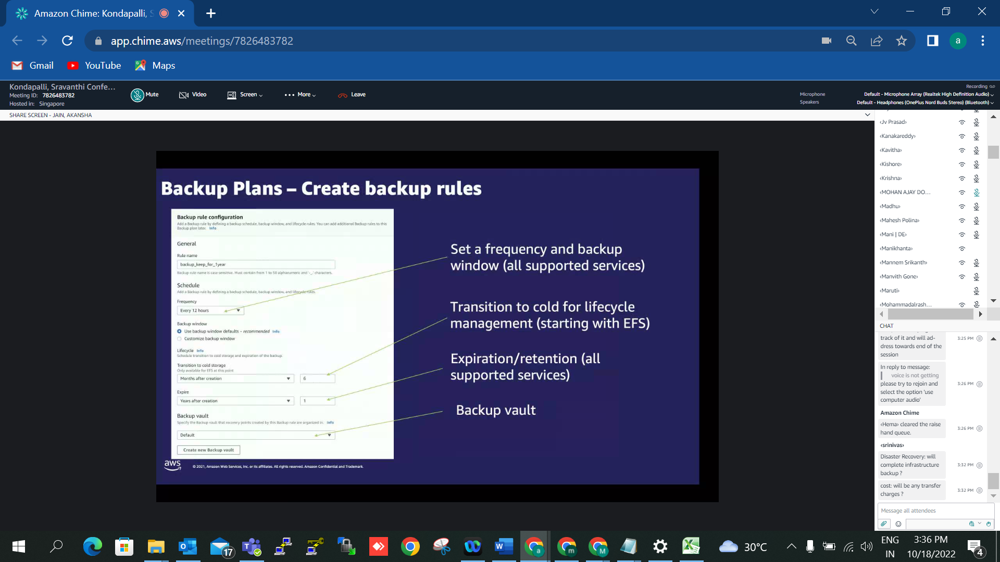 Amazon Chime: Kondapalli, S
app.chime.aws/meetings/7826483782
a
Gmail
YouTube
Maps
Kondapalli, Sravanthi Confe...
Meeting ID: 7826483782
Hosted in: Singapore
Mute
Video
Screen
More
Leave
Recording
Microphone
Default - Microphone Array (Realtek High Definition Audio)
Speakers
Default - Headphones (OnePlus Nord Buds Stereo) (Bluetooth)
SHARE SCREEN - JAIN, AKANSHA
Backup Plans – Create backup rules
Backup rule configuration
Add a Backup rule by defining a backup schedule, backup window, and lifecycle rules. You can add additional Backup rules to this
Backup plan later. Info
General
Rule name
backup_keep_for_1year
Backup rule name is case sensitive. Must contain from 1 to 50 alphanumeric and '-_.' characters.
Schedule
Add a Backup rule by defining a backup schedule, backup window, and lifecycle rules.
Frequency
Every 12 hours
Backup window
Use backup window defaults - recommended Info
Customize backup window
Lifecycle Info
Schedule transition to cold storage and expiration of the backup.
Transition to cold storage
Only available for EFS at this point
Months after creation
6
Expire
Years after creation
1
Backup vault
Specify the Backup vault that recovery points created by this Backup rule are organized in. Info
Default
Create new Backup vault
Set a frequency and backup
window (all supported services)
Transition to cold for lifecycle
management (starting with EFS)
Expiration/retention (all
supported services)
Backup vault
aws
© 2021, Amazon Web Services, Inc. or its affiliates. All rights reserved. Amazon Confidential and Trademark.
‹Jv Prasad›
‹Kanakareddy›
‹Kavitha›
‹Kishore›
‹Krishna›
‹MOHAN AJAY DO...
‹Madhu›
‹Mahesh Polina›
‹Mani | DE›
‹Manikhanta›
‹Mannem Srikanth›
‹Manvith Gone›
‹Maruti›
‹Mohammadalrash...
CHAT
track of it and will ad-
dress towards end of the
session
3:25 PM
In reply to message:
voice is not getting
please try to rejoin and
select the option 'use
computer audio'
3:26 PM
Amazon Chime
‹Hema› cleared the raise
hand queue.
3:26 PM
‹srinivas›
Disaster Recovery: will
complete infrastructure
backup ?
3:32 PM
cost: will be any transfer
charges ?
3:32 PM
Message all attendees
17
a
m
M
30°C
ENG
IN
3:36 PM
10/18/2022
4